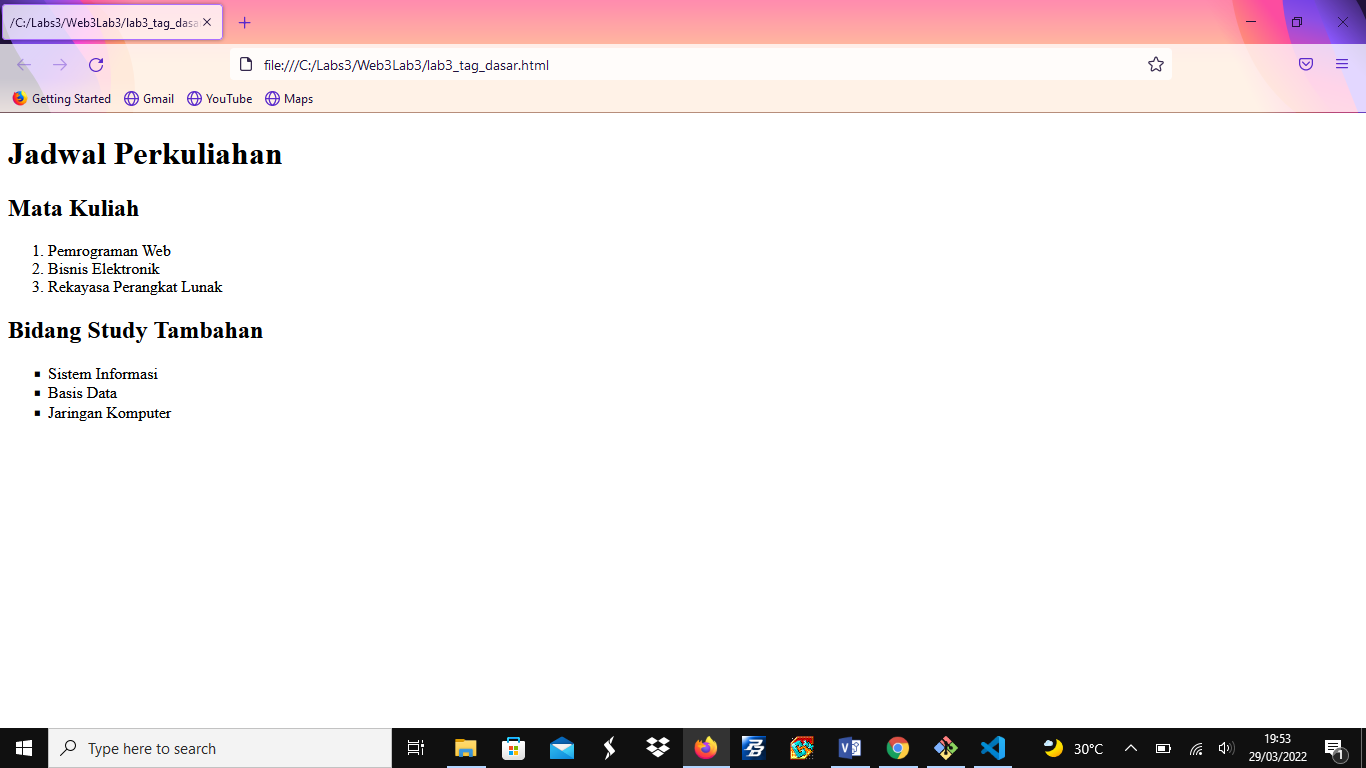 /C:/Labs3/Web3Lab3/lab3_tag_dasa
file:///C:/Labs3/Web3Lab3/lab3_tag_dasar.html
Getting Started Gmail YouTube Maps
Jadwal Perkuliahan
Mata Kuliah
1. Pemrograman Web
2. Bisnis Elektronik
3. Rekayasa Perangkat Lunak
Bidang Study Tambahan
▪ Sistem Informasi
▪ Basis Data
▪ Jaringan Komputer
Type here to search
30°C
19:53
29/03/2022
1